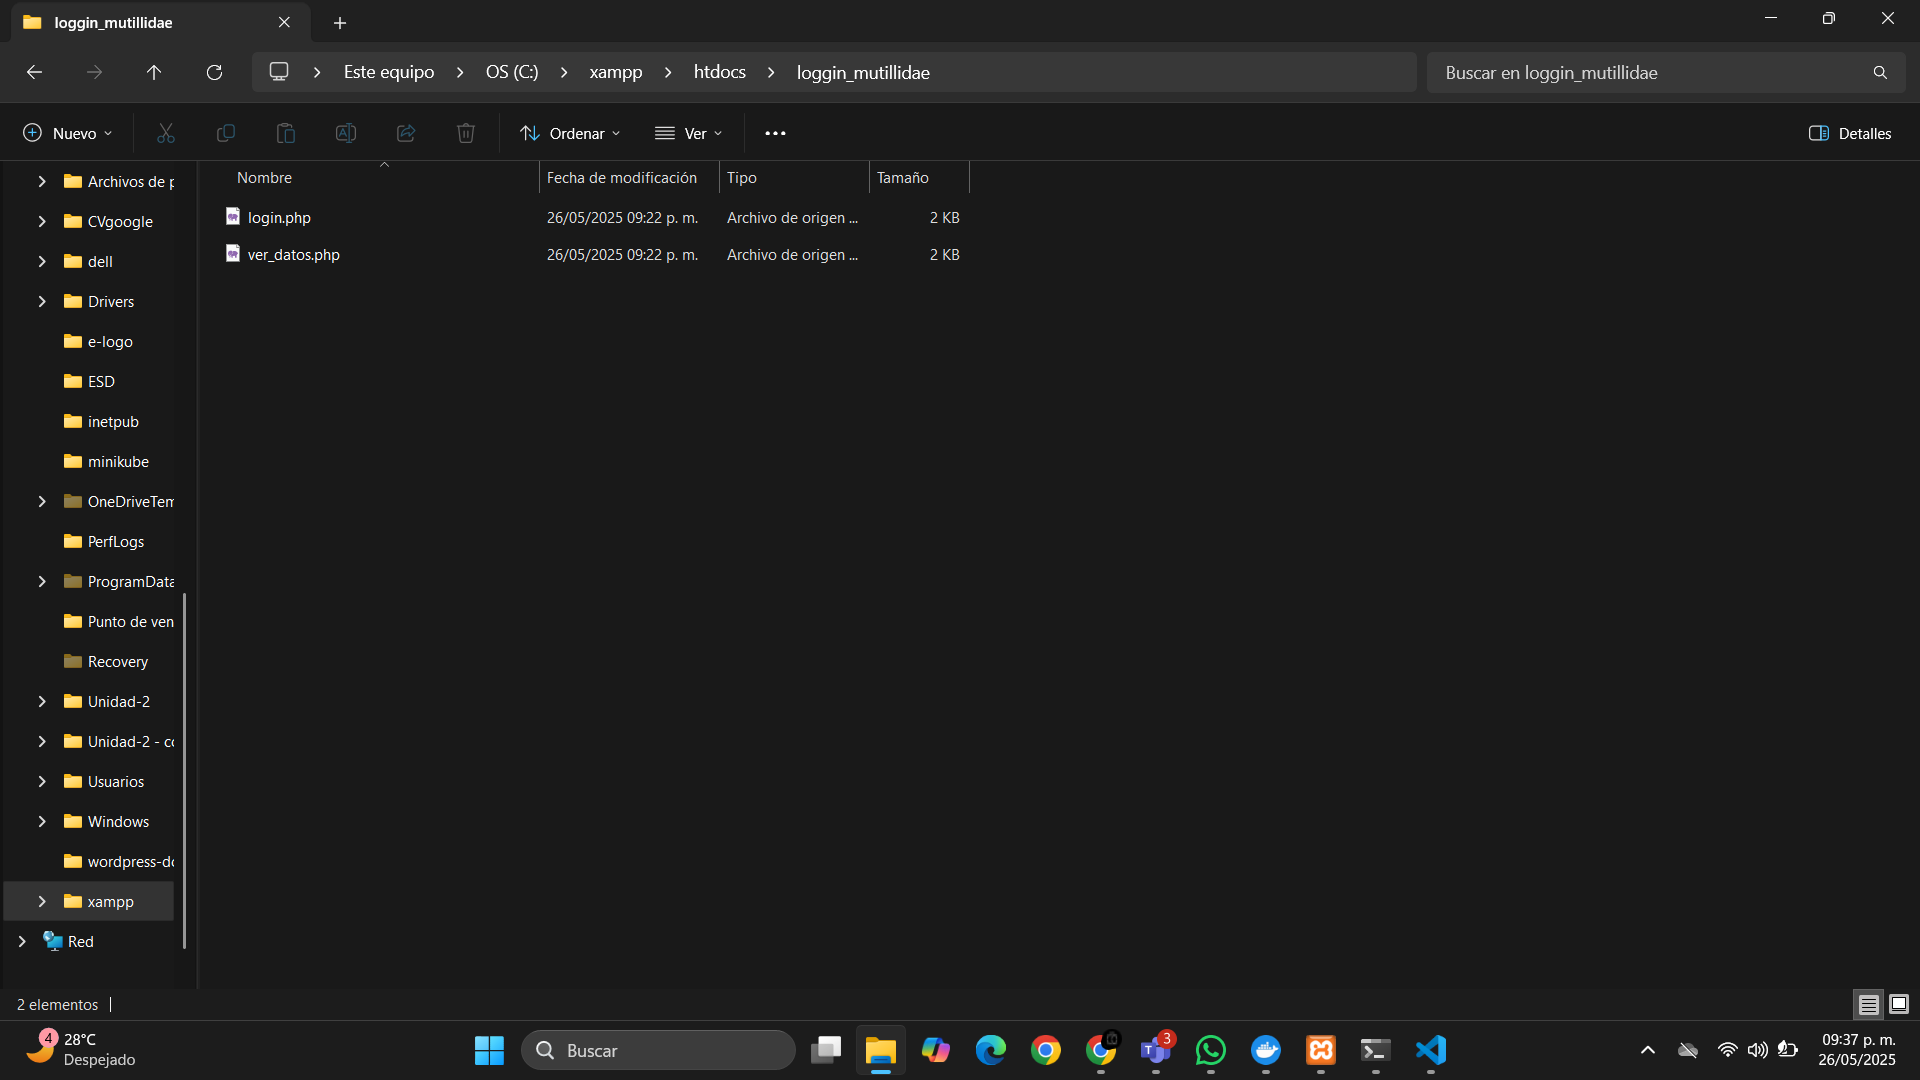 loggin_mutillidae
Este equipo
OS (C:)
xampp
htdocs
loggin_mutillidae
Buscar en loggin_mutillidae
Nuevo
Ordenar
Ver
Detalles
Nombre
Fecha de modificación
Tipo
Tamaño
login.php
26/05/2025 09:22 p. m.
Archivo de origen ...
2 KB
ver_datos.php
26/05/2025 09:22 p. m.
Archivo de origen ...
2 KB
Archivos de p
CVgoogle
dell
Drivers
e-logo
ESD
inetpub
minikube
OneDriveTem
PerfLogs
ProgramData
Punto de ven
Recovery
Unidad-2
Unidad-2 - co
Usuarios
Windows
wordpress-do
xampp
Red
2 elementos
4
28°C
Despejado
Buscar
3
09:37 p. m.
26/05/2025